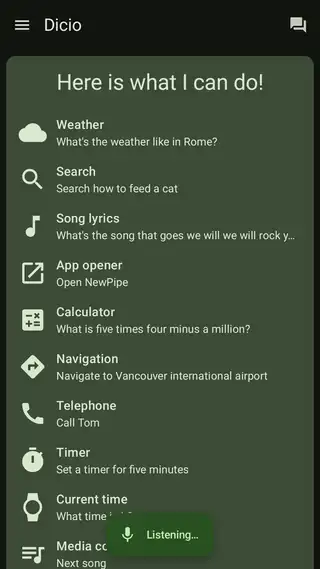 Dicio
Here is what I can do!
Weather
What's the weather like in Rome?
Search
Search how to feed a cat
Song lyrics
What's the song that goes we will we will rock y…
App opener
Open NewPipe
Calculator
What is five times four minus a million?
Navigation
Navigate to Vancouver international airport
Telephone
Call Tom
Timer
Set a timer for five minutes
Current time
What time
Media co
Listening…
Next song